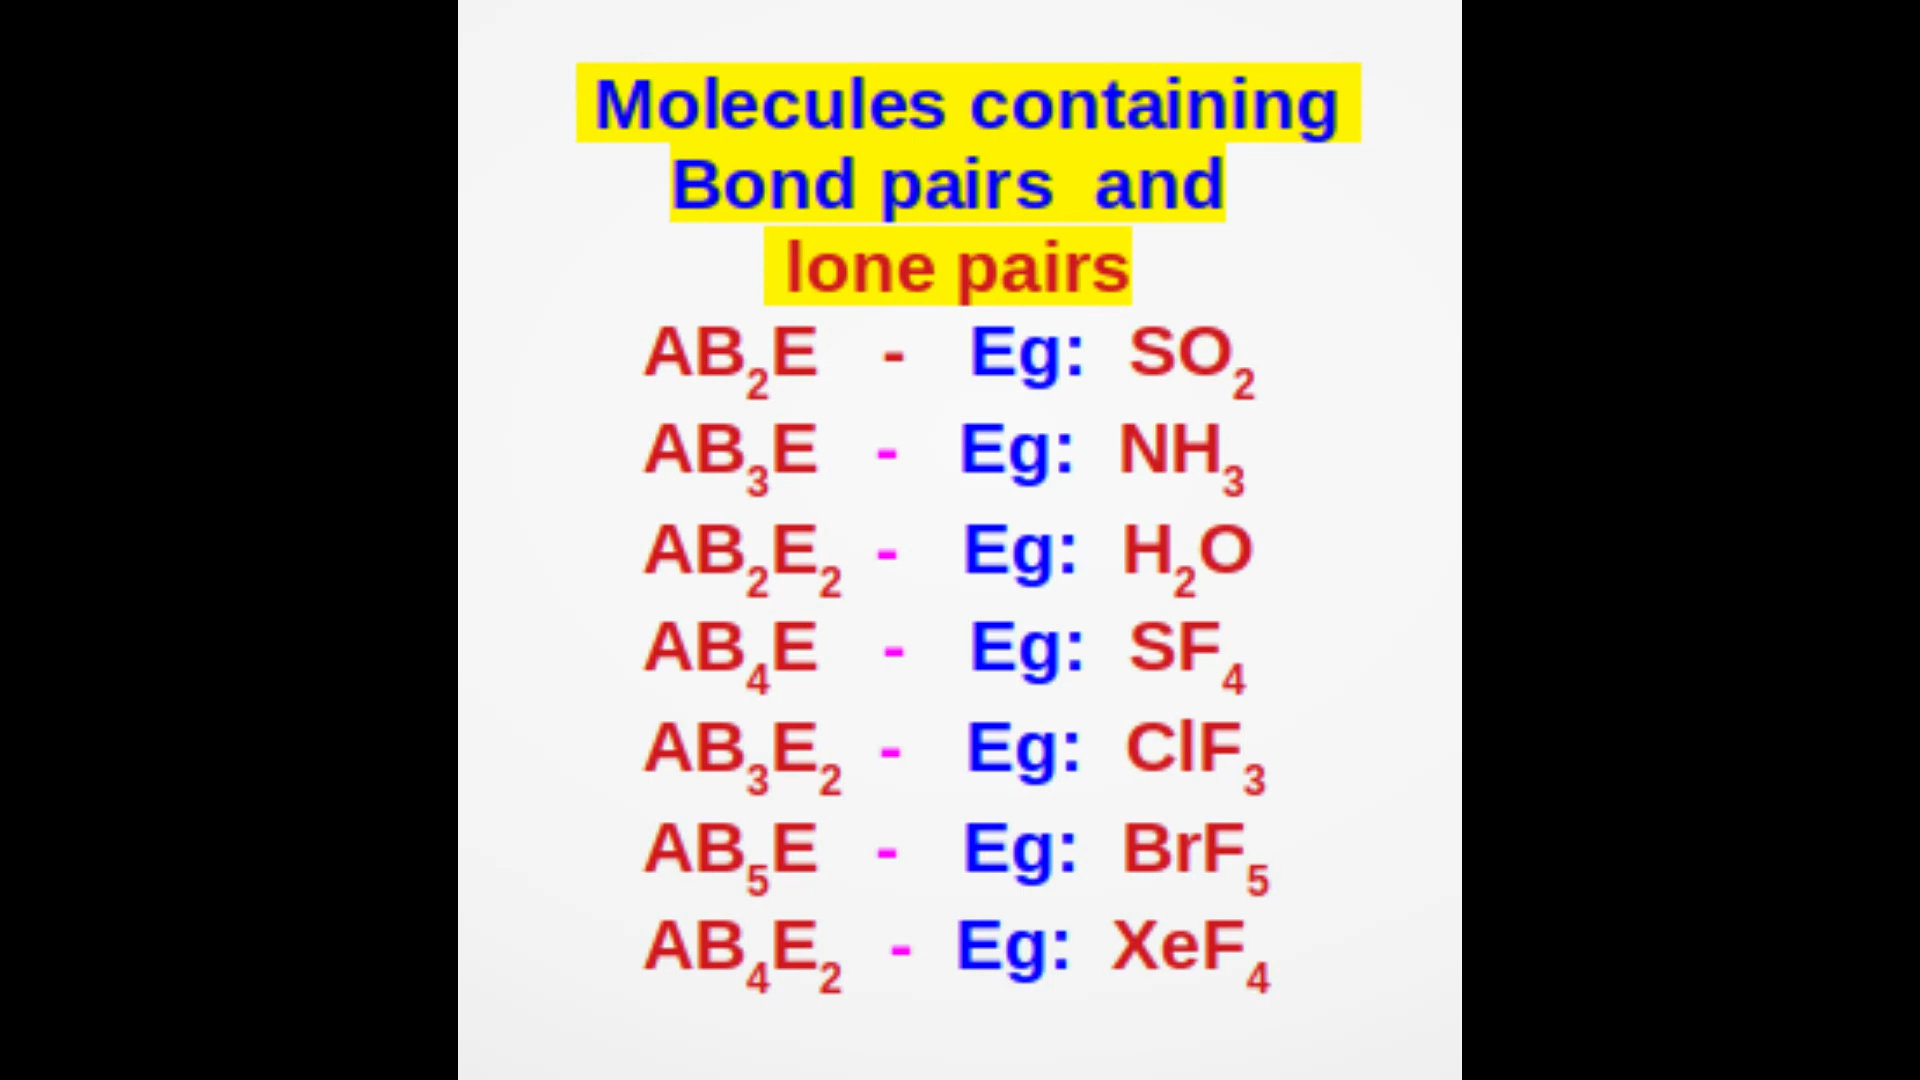 Molecules containing
Bond pairs and
lone pairs
AB₂E - Eg: SO₂
AB₃E - Eg: NH₃
AB₂E₂ - Eg: H₂O
AB₄E - Eg: SF₄
AB₃E₂ - Eg: ClF₃
AB₅E - Eg: BrF₅
AB₄E₂ - Eg: XeF₄